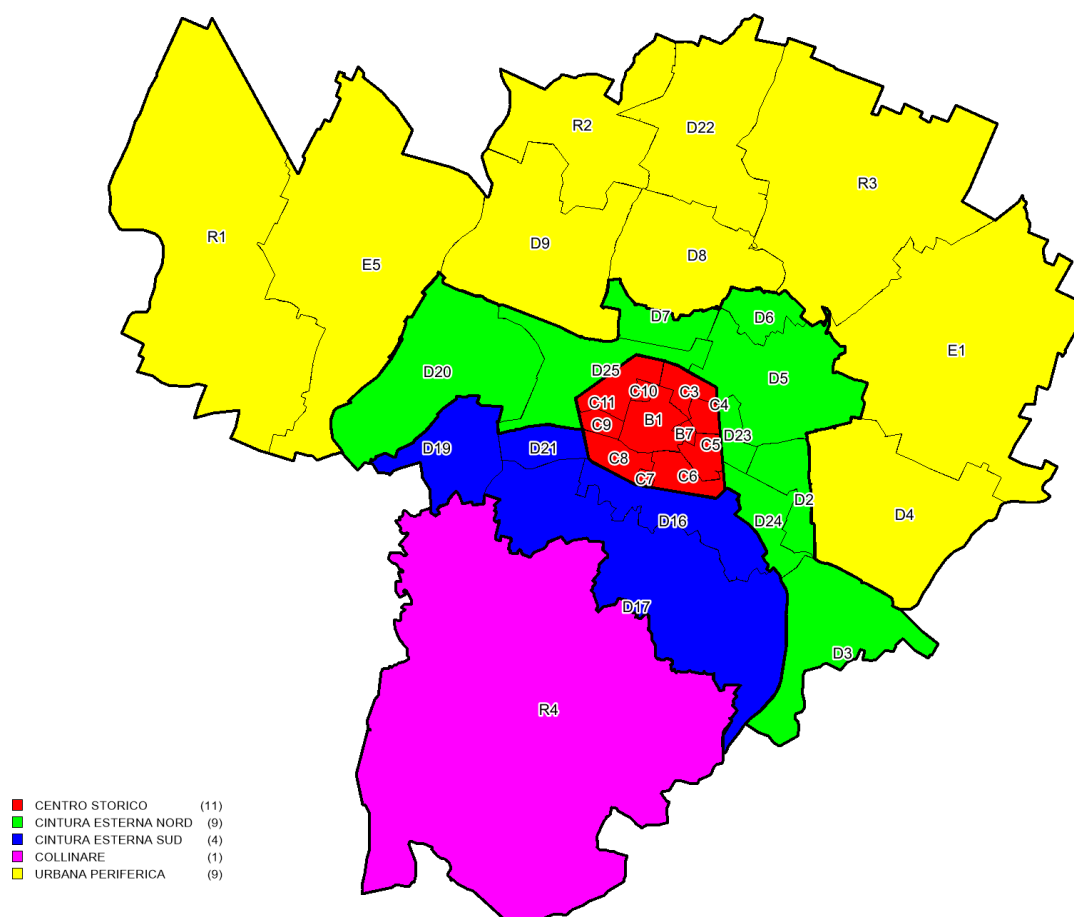 R2
D22
R3
R1
E5
D9
D8
D7
D6
E1
D20
D25
D5
C10
C3
C11
C4
B1
C9
B7
D23
C5
D19
D21
C8
C7
C6
D2
D24
D16
D4
D17
D3
R4
CENTRO STORICO (11)
CINTURA ESTERNA NORD (9)
CINTURA ESTERNA SUD (4)
COLLINARE (1)
URBANA PERIFERICA (9)